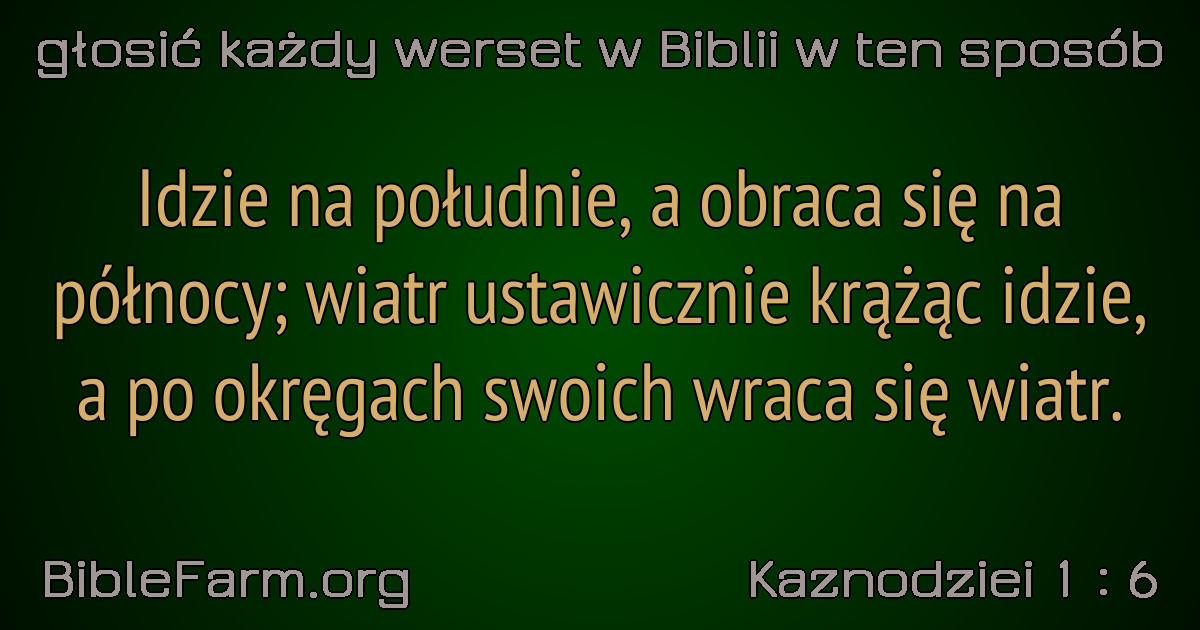 głosić każdy werset w Biblii w ten sposób
Idzie na południe, a obraca się na
północy; wiatr ustawicznie krążąc idzie,
a po okręgach swoich wraca się wiatr.
BibleFarm.org
Kaznodziei 1 : 6